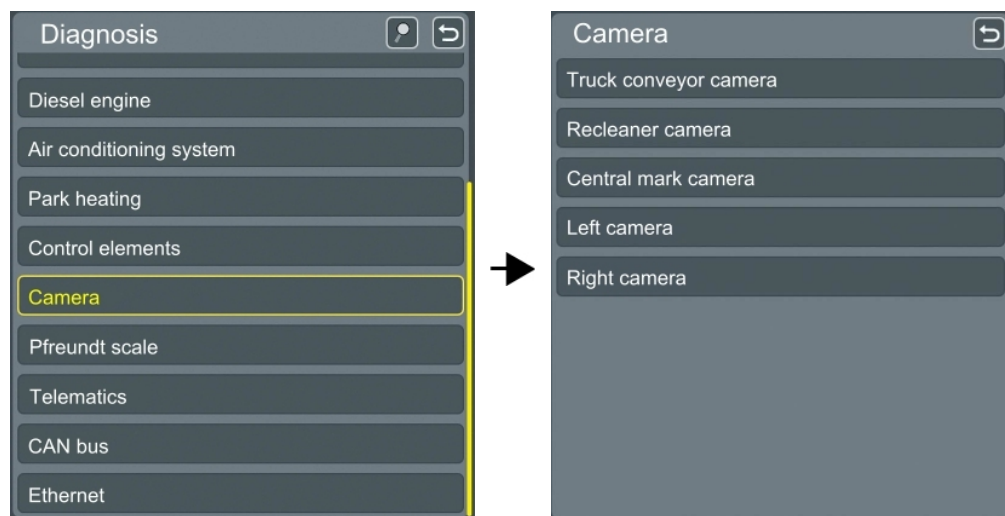 Diagnosis
Diesel engine
Air conditioning system
Park heating
Control elements
Camera
Pfreundt scale
Telematics
CAN bus
Ethernet
Camera
Truck conveyor camera
Recleaner camera
Central mark camera
Left camera
Right camera